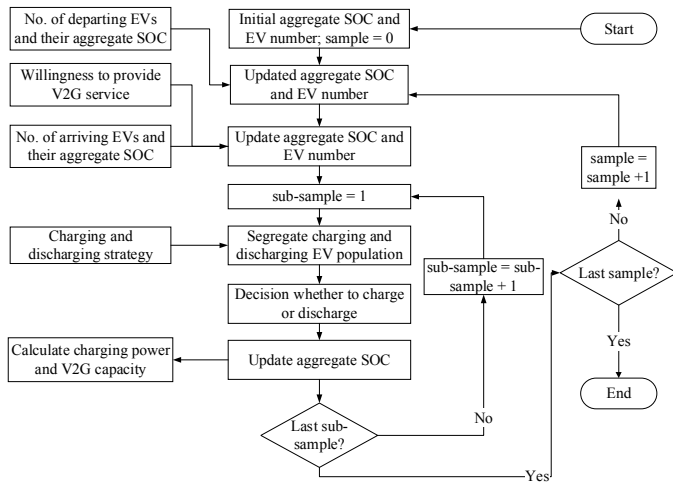 No. of departing EVs
and their aggregate SOC
Initial aggregate SOC and
EV number; sample = 0
Start
Willingness to provide
V2G service
Updated aggregate SOC
and EV number
No. of arriving EVs and
their aggregate SOC
Update aggregate SOC and
EV number
sample =
sample +1
sub-sample = 1
No
Charging and
discharging strategy
Segregate charging and
discharging EV population
sub-sample = sub-
sample + 1
Last sample?
Decision whether to charge
or discharge
Yes
Calculate charging power
and V2G capacity
Update aggregate SOC
End
No
Last sub-
sample?
Yes